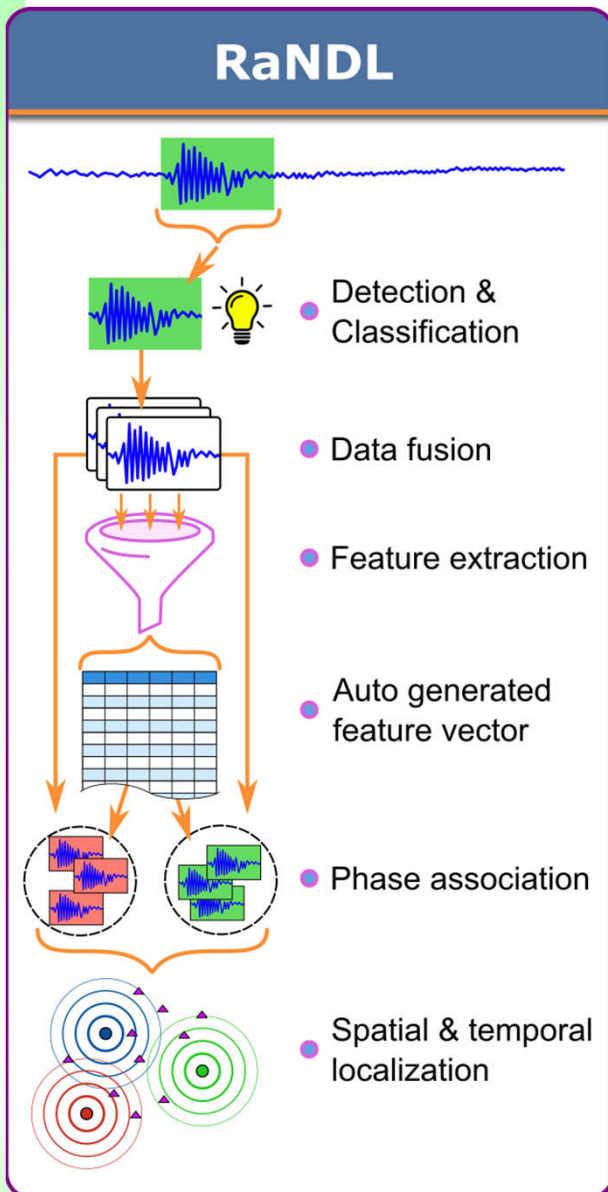 RaNDL
Detection &
Classification
Data fusion
Feature extraction
Auto generated
feature vector
Phase association
Spatial & temporal
localization